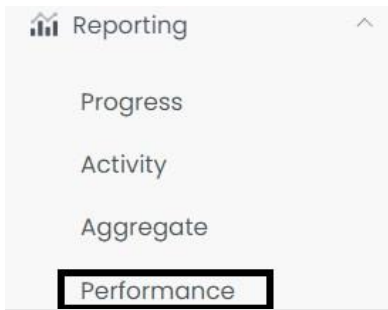 Reporting
Progress
Activity
Aggregate
Performance